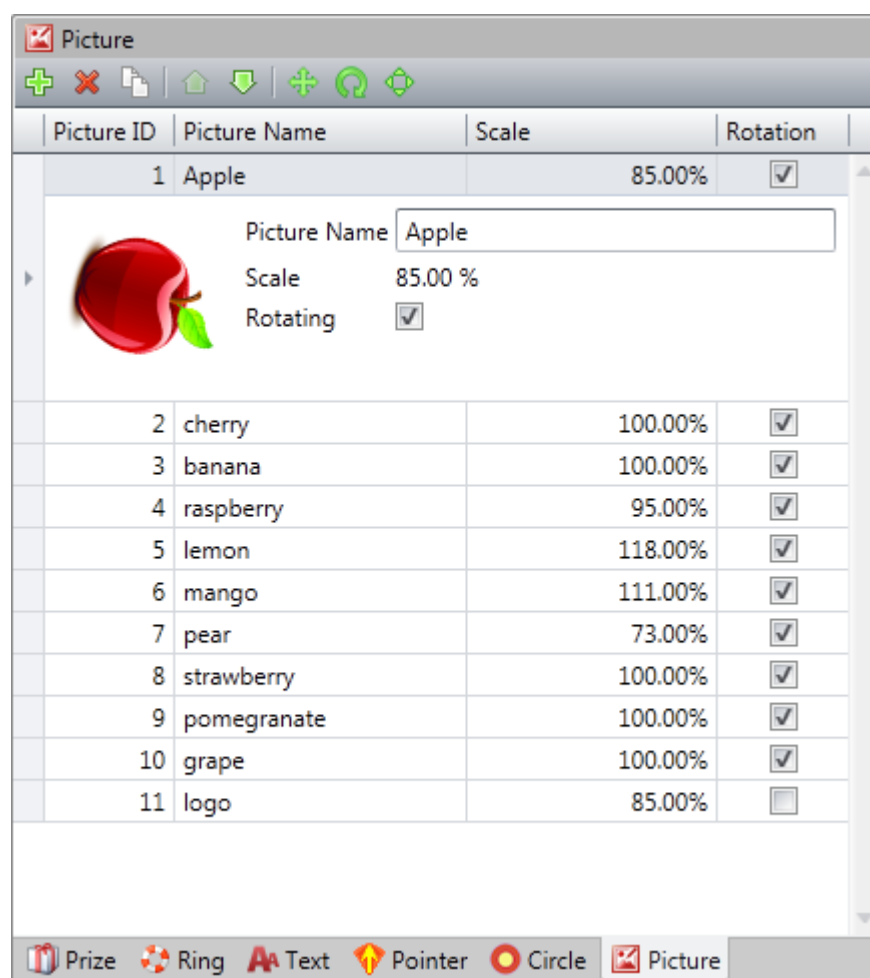 Picture
Picture ID Picture Name Scale Rotation
1 Apple 85.00%
Picture Name Apple
Scale 85.00 %
Rotating
2 cherry 100.00%
3 banana 100.00%
4 raspberry 95.00%
5 lemon 118.00%
6 mango 111.00%
7 pear 73.00%
8 strawberry 100.00%
9 pomegranate 100.00%
10 grape 100.00%
11 logo 85.00%
Prize Ring AA Text Pointer Circle Picture